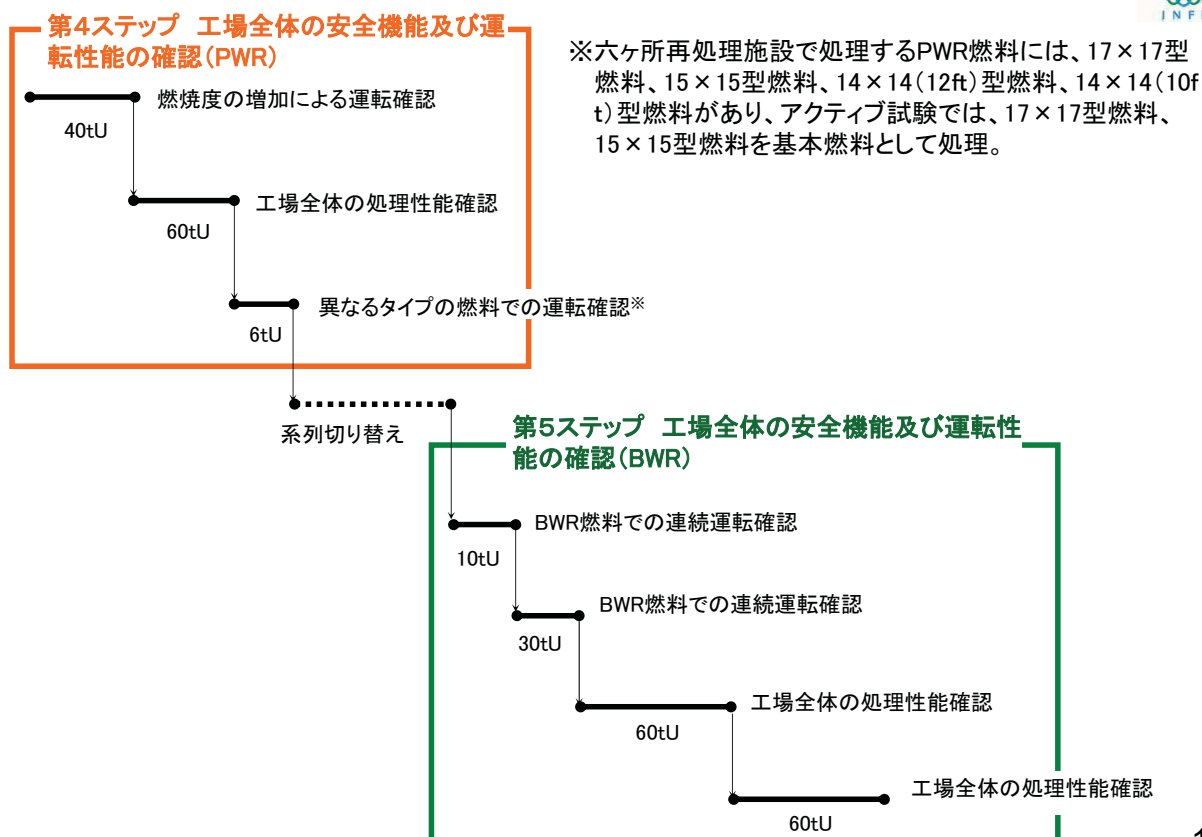 第4ステップ 工場全体の安全機能及び運
転性能の確認(PWR)
※六ヶ所再処理施設で処理するPWR燃料には、17×17型
燃料、15×15型燃料、14×14(12ft)型燃料、14×14(10f
t)型燃料があり、アクティブ試験では、17×17型燃料、
15×15型燃料を基本燃料として処理。
燃焼度の増加による運転確認
40tU
工場全体の処理性能確認
60tU
異なるタイプの燃料での運転確認※
6tU
系列切り替え
第5ステップ 工場全体の安全機能及び運転性
能の確認(BWR)
BWR燃料での連続運転確認
10tU
BWR燃料での連続運転確認
30tU
工場全体の処理性能確認
60tU
工場全体の処理性能確認
60tU